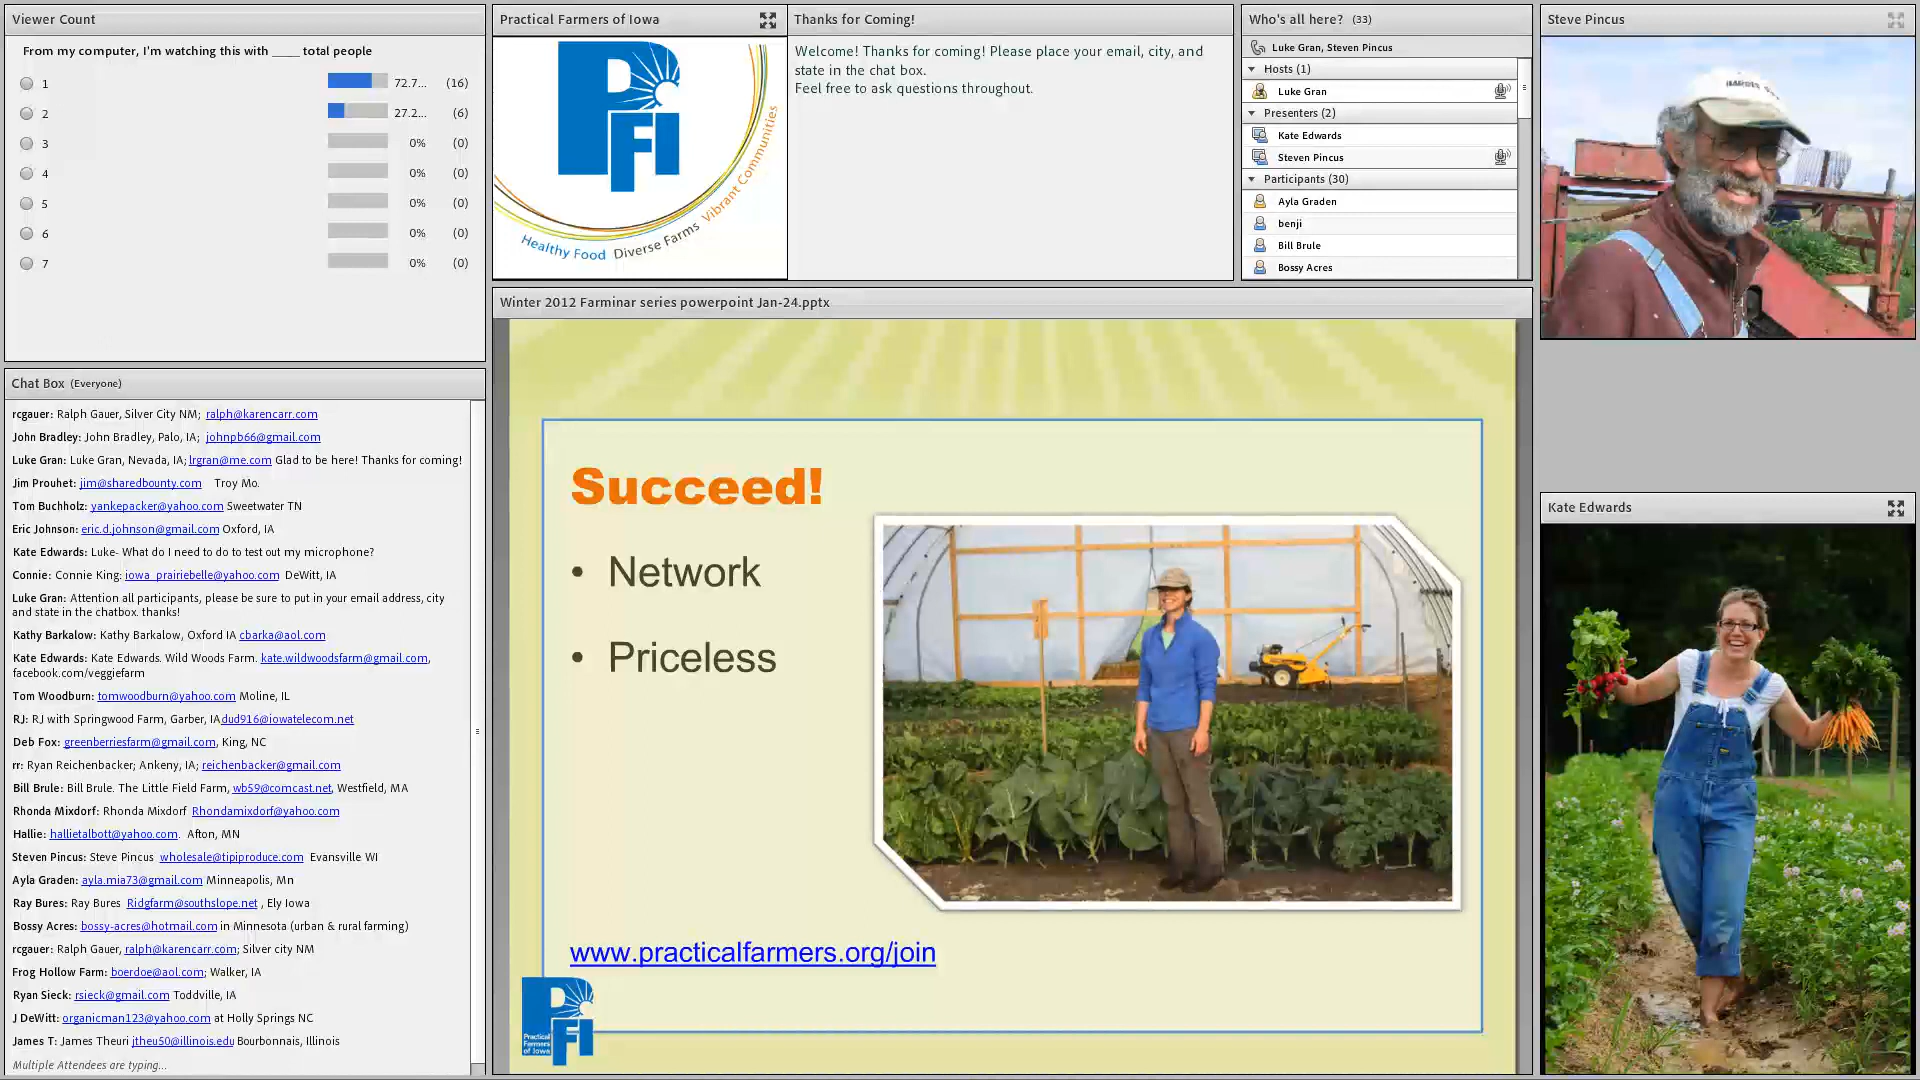 Viewer Count
From my computer, I'm watching this with ____ total people
1 72.7... (16)
2 27.2... (6)
3 0% (0)
4 0% (0)
5 0% (0)
6 0% (0)
7 0% (0)
Chat Box (Everyone)
rcgauer: Ralph Gauer, Silver City NM; ralph@karencarr.com
John Bradley: John Bradley, Palo, IA; johnpb66@gmail.com
Luke Gran: Luke Gran, Nevada, IA; lrgran@me.com Glad to be here! Thanks for coming!
Jim Prouhet: jim@sharedbounty.com Troy Mo.
Tom Buchholz: yankepacker@yahoo.com Sweetwater TN
Eric Johnson: eric.d.johnson@gmail.com Oxford, IA
Kate Edwards: Luke- What do I need to do to test out my microphone?
Connie: Connie King: iowa_prairiebelle@yahoo.com DeWitt, IA
Luke Gran: Attention all participants, please be sure to put in your email address, city
and state in the chatbox. thanks!
Kathy Barkalow: Kathy Barkalow, Oxford IA cbarka@aol.com
Kate Edwards: Kate Edwards. Wild Woods Farm. kate.wildwoodsfarm@gmail.com,
facebook.com/veggiefarm
Tom Woodburn: tomwoodburn@yahoo.com Moline, IL
RJ: RJ with Springwood Farm, Garber, IA dud916@iowatelecom.net
Deb Fox: greenberriesfarm@gmail.com, King, NC
rr: Ryan Reichenbacker; Ankeny, IA; reichenbacker@gmail.com
Bill Brule: Bill Brule. The Little Field Farm, wb59@comcast.net, Westfield, MA
Rhonda Mixdorf: Rhonda Mixdorf Rhondamixdorf@yahoo.com
Hallie: hallietalbott@yahoo.com. Afton, MN
Steven Pincus: Steve Pincus wholesale@tipiproduce.com Evansville WI
Ayla Graden: ayla.mia73@gmail.com Minneapolis, Mn
Ray Bures: Ray Bures Ridgfarm@southslope.net , Ely Iowa
Bossy Acres: bossy-acres@hotmail.com in Minnesota (urban & rural farming)
rcgauer: Ralph Gauer, ralph@karencarr.com; Silver city NM
Frog Hollow Farm: boerdoe@aol.com; Walker, IA
Ryan Sieck: rsieck@gmail.com Toddville, IA
J DeWitt: organicman123@yahoo.com at Holly Springs NC
James T: James Theuri jtheu50@illinois.edu Bourbonnais, Illinois
Multiple Attendees are typing...
Practical Farmers of Iowa
PFI
Healthy Food Diverse Farms Vibrant Communities
Thanks for Coming!
Welcome! Thanks for coming! Please place your email, city, and
state in the chat box.
Feel free to ask questions throughout.
Who's all here? (33)
Luke Gran, Steven Pincus
Hosts (1)
Luke Gran
Presenters (2)
Kate Edwards
Steven Pincus
Participants (30)
Ayla Graden
benji
Bill Brule
Bossy Acres
Winter 2012 Farminar series powerpoint Jan-24.pptx
Succeed!
• Network
• Priceless
www.practicalfarmers.org/join
PFI
Practical
Farmers
of Iowa
Steve Pincus
Kate Edwards